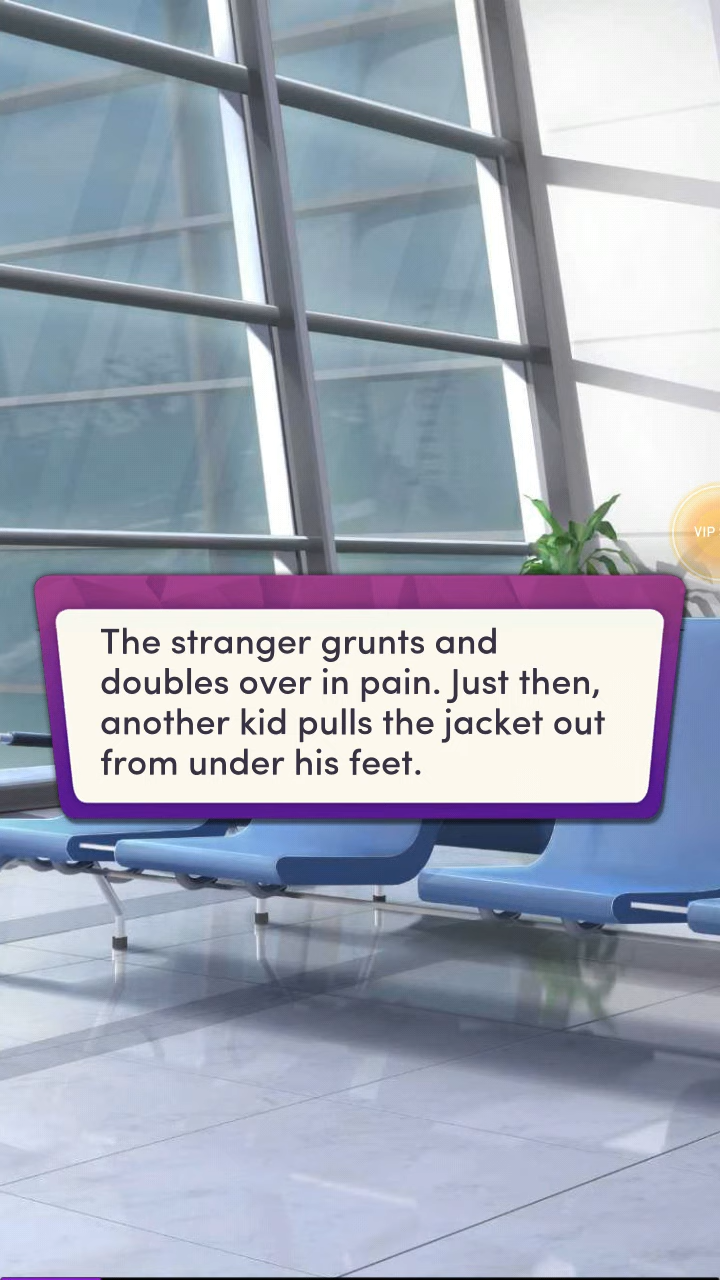 VIP
The stranger grunts and
doubles over in pain. Just then,
another kid pulls the jacket out
from under his feet.